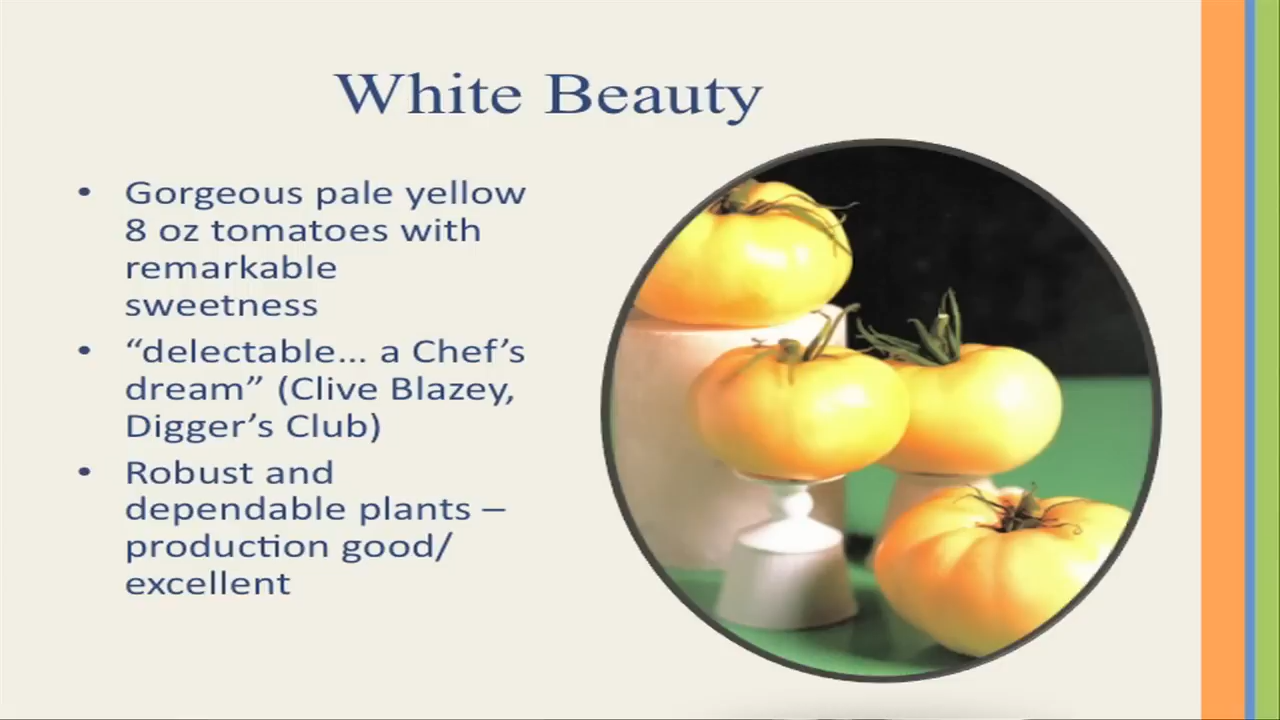 White Beauty
• Gorgeous pale yellow
8 oz tomatoes with
remarkable
sweetness
• “delectable… a Chef’s
dream” (Clive Blazey,
Digger’s Club)
• Robust and
dependable plants –
production good/
excellent